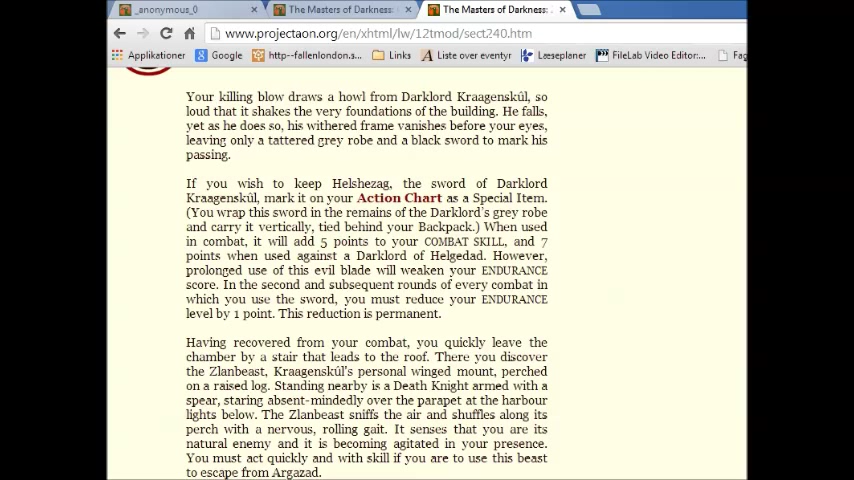 _anonymous_0
The Masters of Darkness:
The Masters of Darkness:
www.projectaon.org/en/xhtml/lw/12tmod/sect240.htm
Applikationer
Google
http--fallenlondon.s...
Links
Liste over eventyr
Læseplaner
FileLab Video Editor:...
Fag
Your killing blow draws a howl from Darklord Kraagenskûl, so
loud that it shakes the very foundations of the building. He falls,
yet as he does so, his withered frame vanishes before your eyes,
leaving only a tattered grey robe and a black sword to mark his
passing.
If you wish to keep Helshezag, the sword of Darklord
Kraagenskûl, mark it on your Action Chart as a Special Item.
(You wrap this sword in the remains of the Darklord's grey robe
and carry it vertically, tied behind your Backpack.) When used
in combat, it will add 5 points to your COMBAT SKILL, and 7
points when used against a Darklord of Helgedad. However,
prolonged use of this evil blade will weaken your ENDURANCE
score. In the second and subsequent rounds of every combat in
which you use the sword, you must reduce your ENDURANCE
level by 1 point. This reduction is permanent.
Having recovered from your combat, you quickly leave the
chamber by a stair that leads to the roof. There you discover
the Zlanbeast, Kraagenskûl's personal winged mount, perched
on a raised log. Standing nearby is a Death Knight armed with a
spear, staring absent-mindedly over the parapet at the harbour
lights below. The Zlanbeast sniffs the air and shuffles along its
perch with a nervous, rolling gait. It senses that you are its
natural enemy and it is becoming agitated in your presence.
You must act quickly and with skill if you are to use this beast
to escape from Argazad.